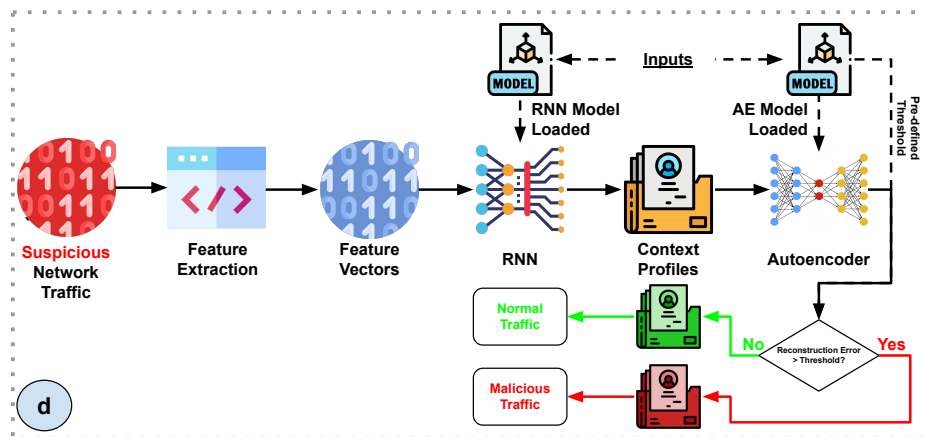 MODEL
Inputs
MODEL
RNN Model
Loaded
AE Model
Loaded
Pre-defined
Threshold
Suspicious
Network
Traffic
Feature
Extraction
Feature
Vectors
RNN
Context
Profiles
Autoencoder
Normal
Traffic
No
Reconstruction Error
> Threshold?
Yes
Malicious
Traffic
d